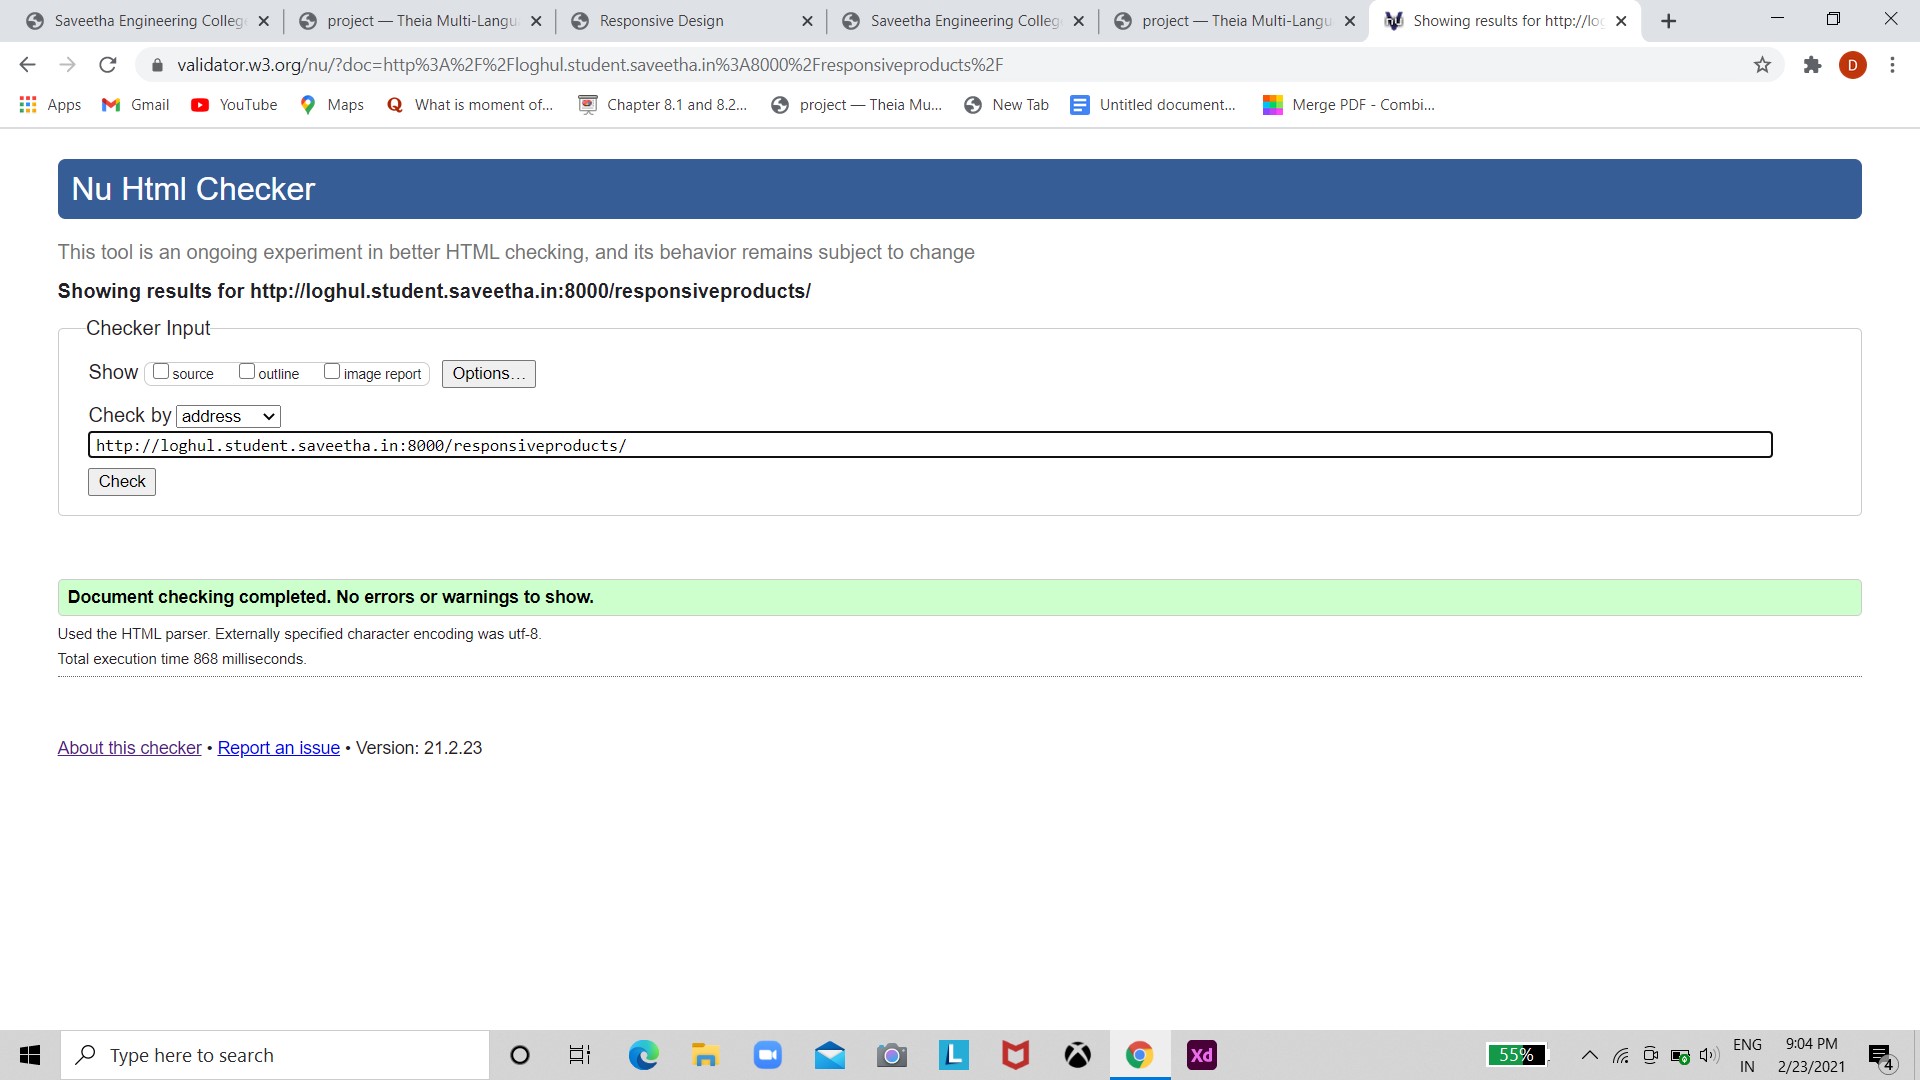 Saveetha Engineering Colleg
project — Theia Multi-Langu
Responsive Design
Saveetha Engineering Colleg
project — Theia Multi-Langu
Showing results for http://lo
validator.w3.org/nu/?doc=http%3A%2F%2Floghul.student.saveetha.in%3A8000%2Fresponsiveproducts%2F
D
Apps
Gmail
YouTube
Maps
What is moment of...
Chapter 8.1 and 8.2...
project — Theia Mu...
New Tab
Untitled document...
Merge PDF - Combi...
Nu Html Checker
This tool is an ongoing experiment in better HTML checking, and its behavior remains subject to change
Showing results for http://loghul.student.saveetha.in:8000/responsiveproducts/
Checker Input
Show source outline image report Options...
Check by address
http://loghul.student.saveetha.in:8000/responsiveproducts/
Check
Document checking completed. No errors or warnings to show.
Used the HTML parser. Externally specified character encoding was utf-8.
Total execution time 868 milliseconds.
About this checker • Report an issue • Version: 21.2.23
Type here to search
L
Xd
55%
ENG
IN
9:04 PM
2/23/2021
4